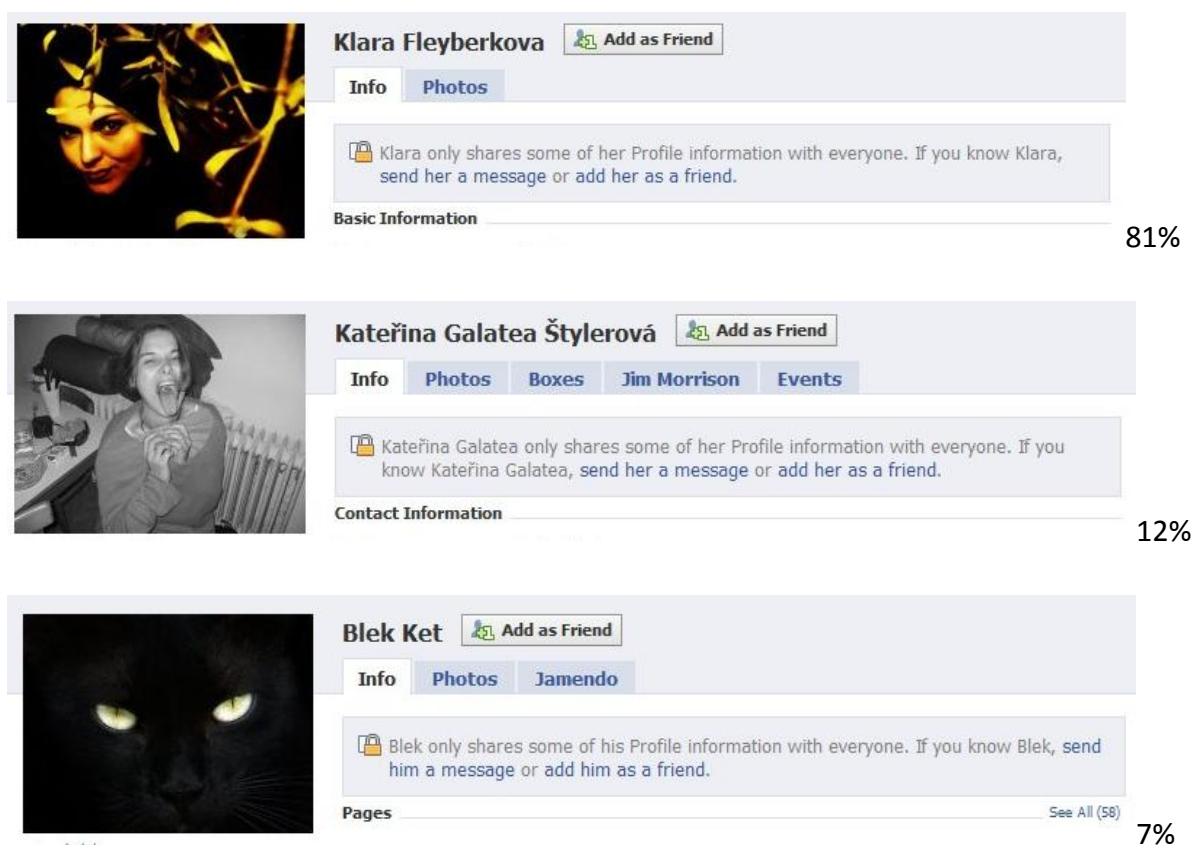 Klara Fleyberkova Add as Friend
Info Photos
Klara only shares some of her Profile information with everyone. If you know Klara,
send her a message or add her as a friend.
Basic Information
81%
Kateřina Galatea Štylerová Add as Friend
Info Photos Boxes Jim Morrison Events
Kateřina Galatea only shares some of her Profile information with everyone. If you
know Kateřina Galatea, send her a message or add her as a friend.
Contact Information
12%
Blek Ket Add as Friend
Info Photos Jamendo
Blek only shares some of his Profile information with everyone. If you know Blek, send
him a message or add him as a friend.
Pages See All (58)
7%